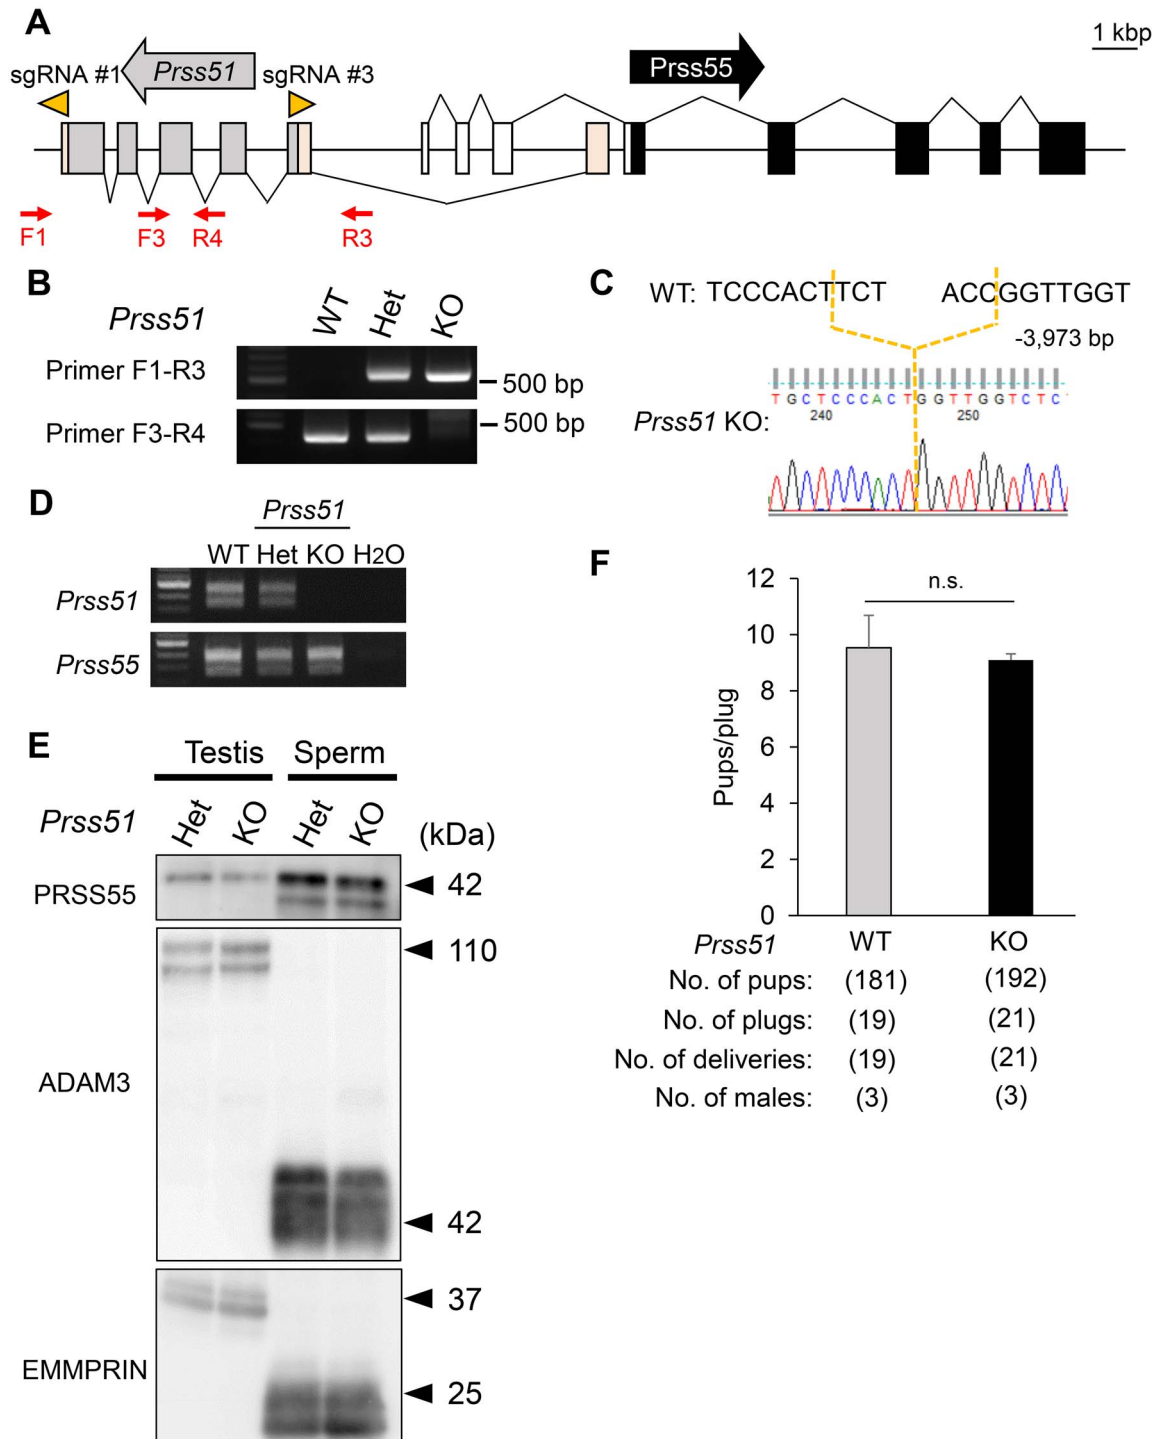 A
1 kbp
sgRNA #1
Prss51
sgRNA #3
Prss55
F1
F3
R4
R3
B
Prss51
WT
Het
KO
Primer F1-R3
500 bp
Primer F3-R4
500 bp
C
WT: TCCCACTTCT ACCGGTTGGT
-3,973 bp
TGCTCCCACTGGTTGGTCTC
240 250
Prss51 KO:
D
Prss51
WT Het KO H2O
Prss51
Prss55
E
Testis Sperm
Prss51
Het KO Het KO
(kDa)
PRSS55
42
110
ADAM3
42
37
EMMPRIN
25
F
n.s.
Pups/plug
12
10
8
6
4
2
0
Prss51 WT KO
No. of pups: (181) (192)
No. of plugs: (19) (21)
No. of deliveries: (19) (21)
No. of males: (3) (3)